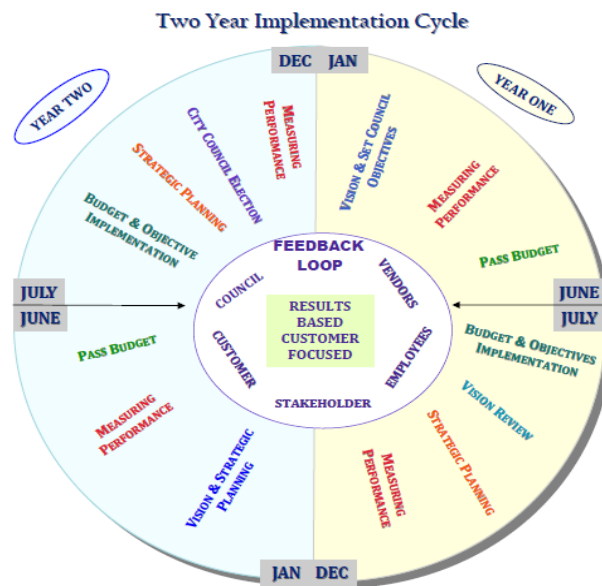 Two Year Implementation Cycle
DEC JAN
YEAR TWO
YEAR ONE
VISION & SET COUNCIL
OBJECTIVES
MEASURING
PERFORMANCE
PASS BUDGET
JUNE
JULY
BUDGET & OBJECTIVES
IMPLEMENTATION
VISION REVIEW
STRATEGIC PLANNING
MEASURING
PERFORMANCE
JAN DEC
VISION & STRATEGIC
PLANNING
MEASURING
PERFORMANCE
PASS BUDGET
JULY
JUNE
BUDGET & OBJECTIVE
IMPLEMENTATION
STRATEGIC PLANNING
CITY COUNCIL ELECTION
MEASURING
PERFORMANCE
FEEDBACK
LOOP
COUNCIL
VENDORS
RESULTS
BASED
CUSTOMER
FOCUSED
CUSTOMER
EMPLOYEES
STAKEHOLDER